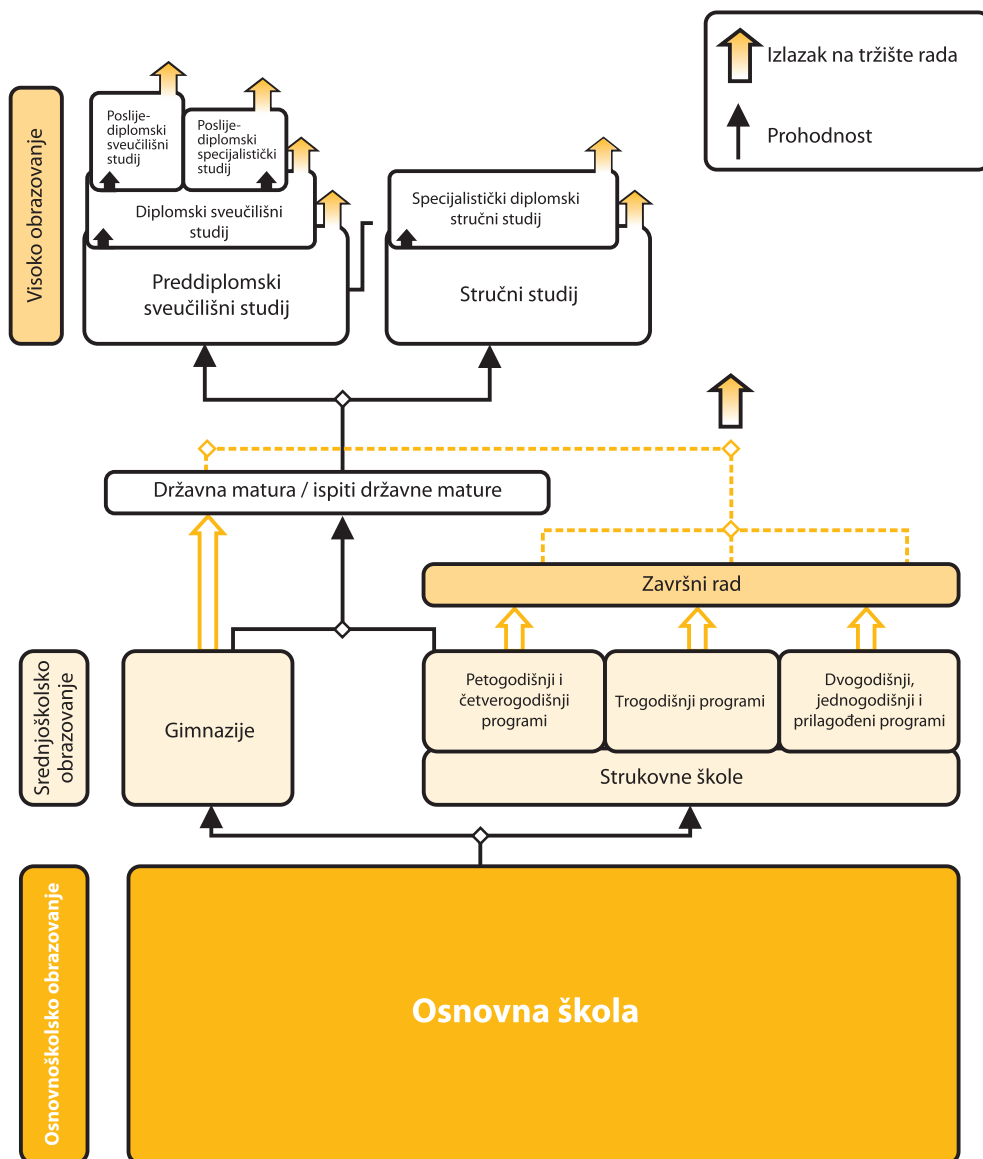 Izlazak na tržište rada
Prohodnost
Visoko obrazovanje
Poslije-
diplomski
sveučilišni
studij
Poslije-
diplomski
specijalistički
studij
Diplomski sveučilišni
studij
Preddiplomski
sveučilišni studij
Specijalistički diplomski
stručni studij
Stručni studij
Državna matura / ispiti državne mature
Završni rad
Srednjoškolsko
obrazovanje
Gimnazije
Petogodišnji i
četverogodišnji
programi
Trogodišnji programi
Dvogodišnji,
jednogodišnji i
prilagođeni programi
Strukovne škole
Osnovnoškolsko obrazovanje
Osnovna škola